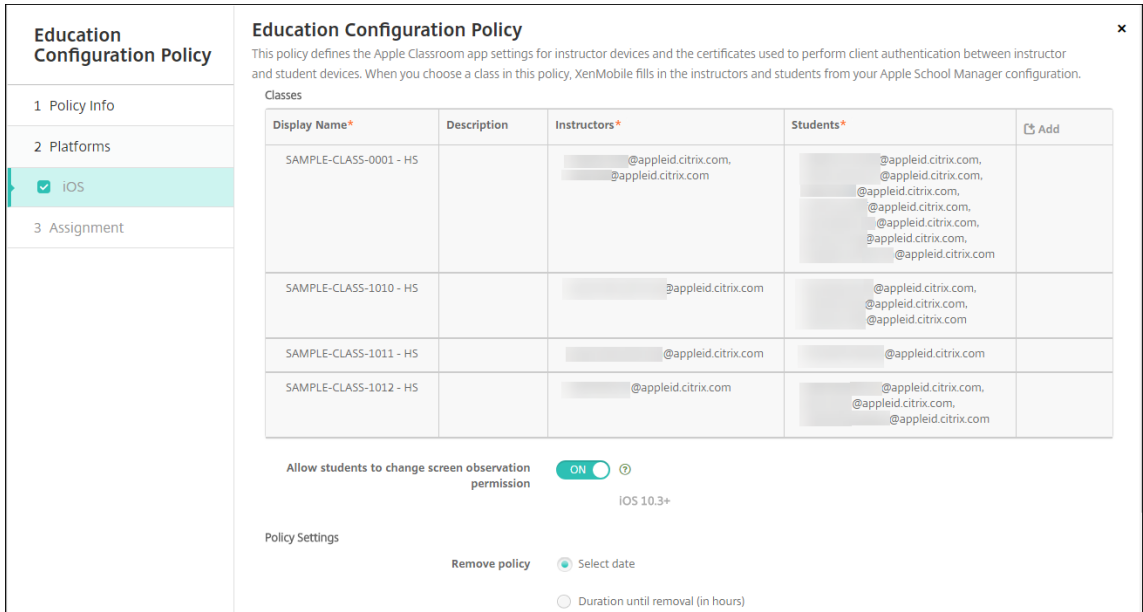 Education
Configuration Policy
1 Policy Info
2 Platforms
iOS
3 Assignment
Education Configuration Policy
This policy defines the Apple Classroom app settings for instructor devices and the certificates used to perform client authentication between instructor
and student devices. When you choose a class in this policy, XenMobile fills in the instructors and students from your Apple School Manager configuration.
Classes
Display Name* Description Instructors* Students* Add
SAMPLE-CLASS-0001 - HS
@appleid.citrix.com,
@appleid.citrix.com
@appleid.citrix.com,
@appleid.citrix.com,
@appleid.citrix.com,
@appleid.citrix.com,
@appleid.citrix.com,
@appleid.citrix.com,
@appleid.citrix.com
SAMPLE-CLASS-1010 - HS
@appleid.citrix.com
@appleid.citrix.com,
@appleid.citrix.com,
@appleid.citrix.com
SAMPLE-CLASS-1011 - HS
@appleid.citrix.com
@appleid.citrix.com
SAMPLE-CLASS-1012 - HS
@appleid.citrix.com
@appleid.citrix.com,
@appleid.citrix.com,
@appleid.citrix.com
Allow students to change screen observation
permission
ON
iOS 10.3+
Policy Settings
Remove policy
Select date
Duration until removal (in hours)